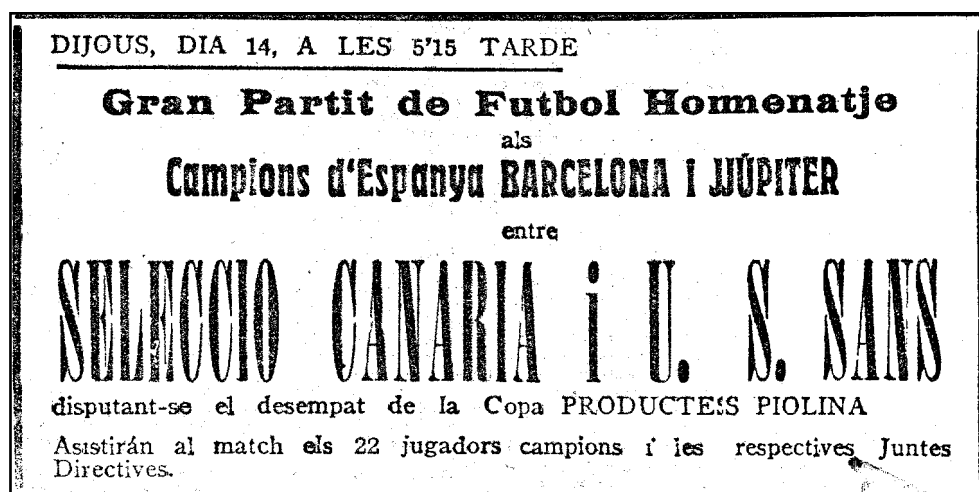 DIJOUS, DIA 14, A LES 5'15 TARDE
Gran Partit de Futbol Homenatje
als
Campions d'Espanya BARCELONA I JJÚPITER
entre
SELECCIO CANARIA i U. S. SANS
disputant-se el desempat de la Copa PRODUCTE:S PIOLINA
Asistirán al match els 22 jugadors campions i les respectives Juntes
Directives.